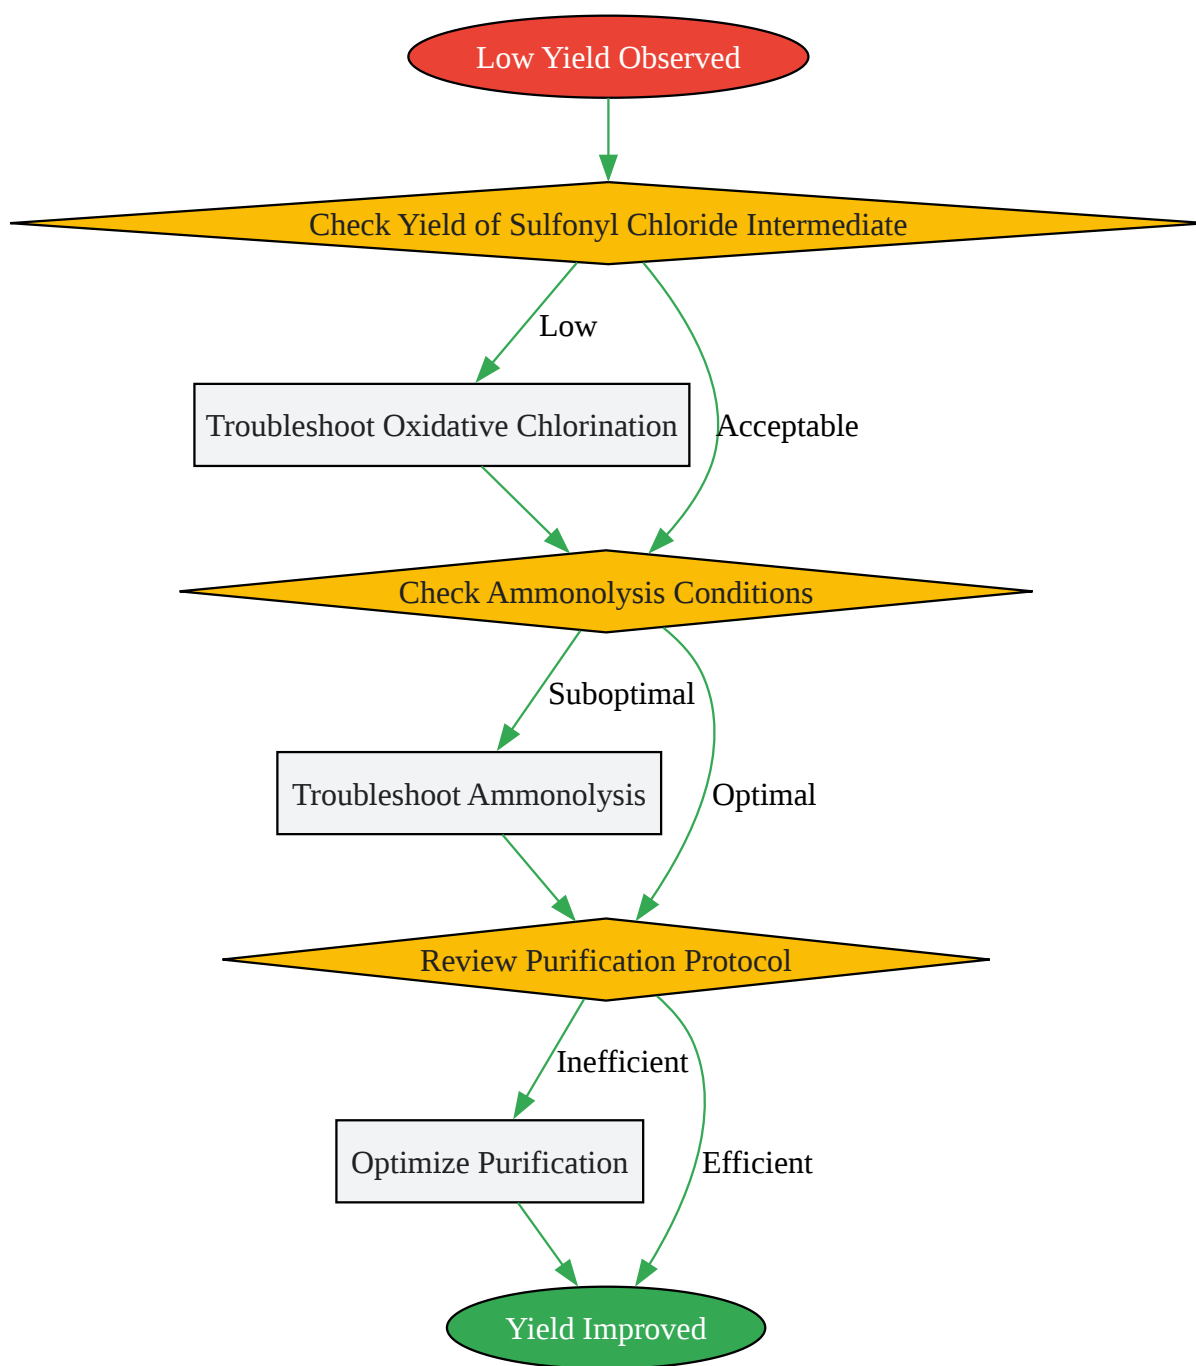 Low Yield Observed
Check Yield of Sulfonyl Chloride Intermediate
Low
Troubleshoot Oxidative Chlorination
Acceptable
Check Ammonolysis Conditions
Suboptimal
Troubleshoot Ammonolysis
Optimal
Review Purification Protocol
Inefficient
Optimize Purification
Efficient
Yield Improved